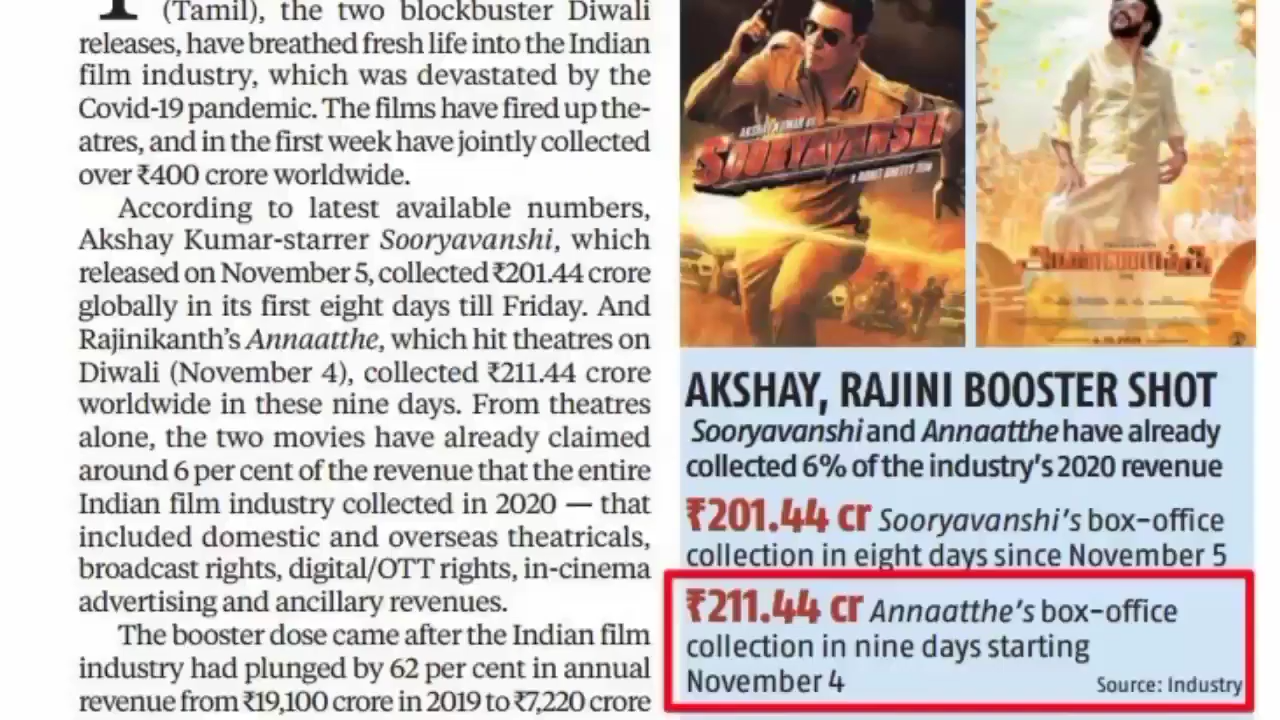 (Tamil), the two blockbuster Diwali
releases, have breathed fresh life into the Indian
film industry, which was devastated by the
Covid-19 pandemic. The films have fired up the-
atres, and in the first week have jointly collected
over ₹400 crore worldwide.
According to latest available numbers,
Akshay Kumar-starrer Sooryavanshi, which
released on November 5, collected ₹201.44 crore
globally in its first eight days till Friday. And
Rajinikanth's Annaatthe, which hit theatres on
Diwali (November 4), collected ₹211.44 crore
worldwide in these nine days. From theatres
alone, the two movies have already claimed
around 6 per cent of the revenue that the entire
Indian film industry collected in 2020 — that
included domestic and overseas theatricals,
broadcast rights, digital/OTT rights, in-cinema
advertising and ancillary revenues.
The booster dose came after the Indian film
industry had plunged by 62 per cent in annual
revenue from ₹19,100 crore in 2019 to ₹7,220 crore
AKSHAY KUMAR AS
SOORYAVANSHI
A ROHIT SHETTY FILM
அண்ணாத்த
AKSHAY, RAJINI BOOSTER SHOT
Sooryavanshi and Annaatthe have already
collected 6% of the industry's 2020 revenue
₹201.44 cr Sooryavanshi's box-office
collection in eight days since November 5
₹211.44 cr Annaatthe's box-office
collection in nine days starting
November 4
Source: Industry